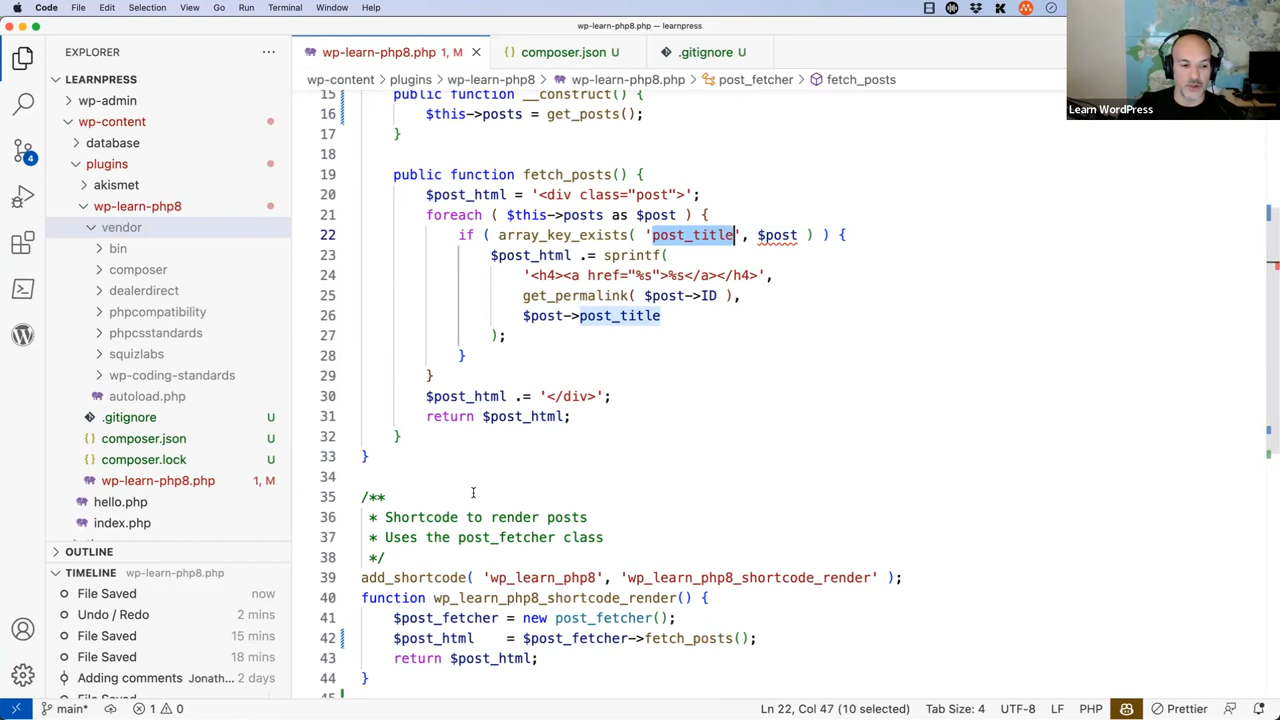 Code File Edit Selection View Go Run Terminal Window Help
wp-learn-php8.php — learnpress
EXPLORER
LEARNPRESS
wp-admin
wp-content
database
plugins
akismet
wp-learn-php8
vendor
bin
composer
dealerdirect
phpcompatibility
phpcsstandards
squizlabs
wp-coding-standards
autoload.php
.gitignore U
composer.json U
composer.lock U
wp-learn-php8.php 1, M
hello.php
index.php
OUTLINE
TIMELINE wp-learn-php8.php
File Saved now
Undo / Redo 2 mins
File Saved 15 mins
File Saved 18 mins
Adding comments Jonath... 2 days
wp-learn-php8.php 1, M composer.json U .gitignore U
wp-content > plugins > wp-learn-php8 > wp-learn-php8.php > post_fetcher > fetch_posts
15 public function __construct() {
16 $this->posts = get_posts();
17 }
18
19 public function fetch_posts() {
20 $post_html = '<div class="post">';
21 foreach ( $this->posts as $post ) {
22 if ( array_key_exists( 'post_title', $post ) ) {
23 $post_html .= sprintf(
24 '<h4><a href="%s">%s</a></h4>',
25 get_permalink( $post->ID ),
26 $post->post_title
27 );
28 }
29 }
30 $post_html .= '</div>';
31 return $post_html;
32 }
33 }
34
35 /**
36 * Shortcode to render posts
37 * Uses the post_fetcher class
38 */
39 add_shortcode( 'wp_learn_php8', 'wp_learn_php8_shortcode_render' );
40 function wp_learn_php8_shortcode_render() {
41 $post_fetcher = new post_fetcher();
42 $post_html = $post_fetcher->fetch_posts();
43 return $post_html;
44 }
45
Learn WordPress
4
main* 1 0 Ln 22, Col 47 (10 selected) Tab Size: 4 UTF-8 LF PHP Prettier